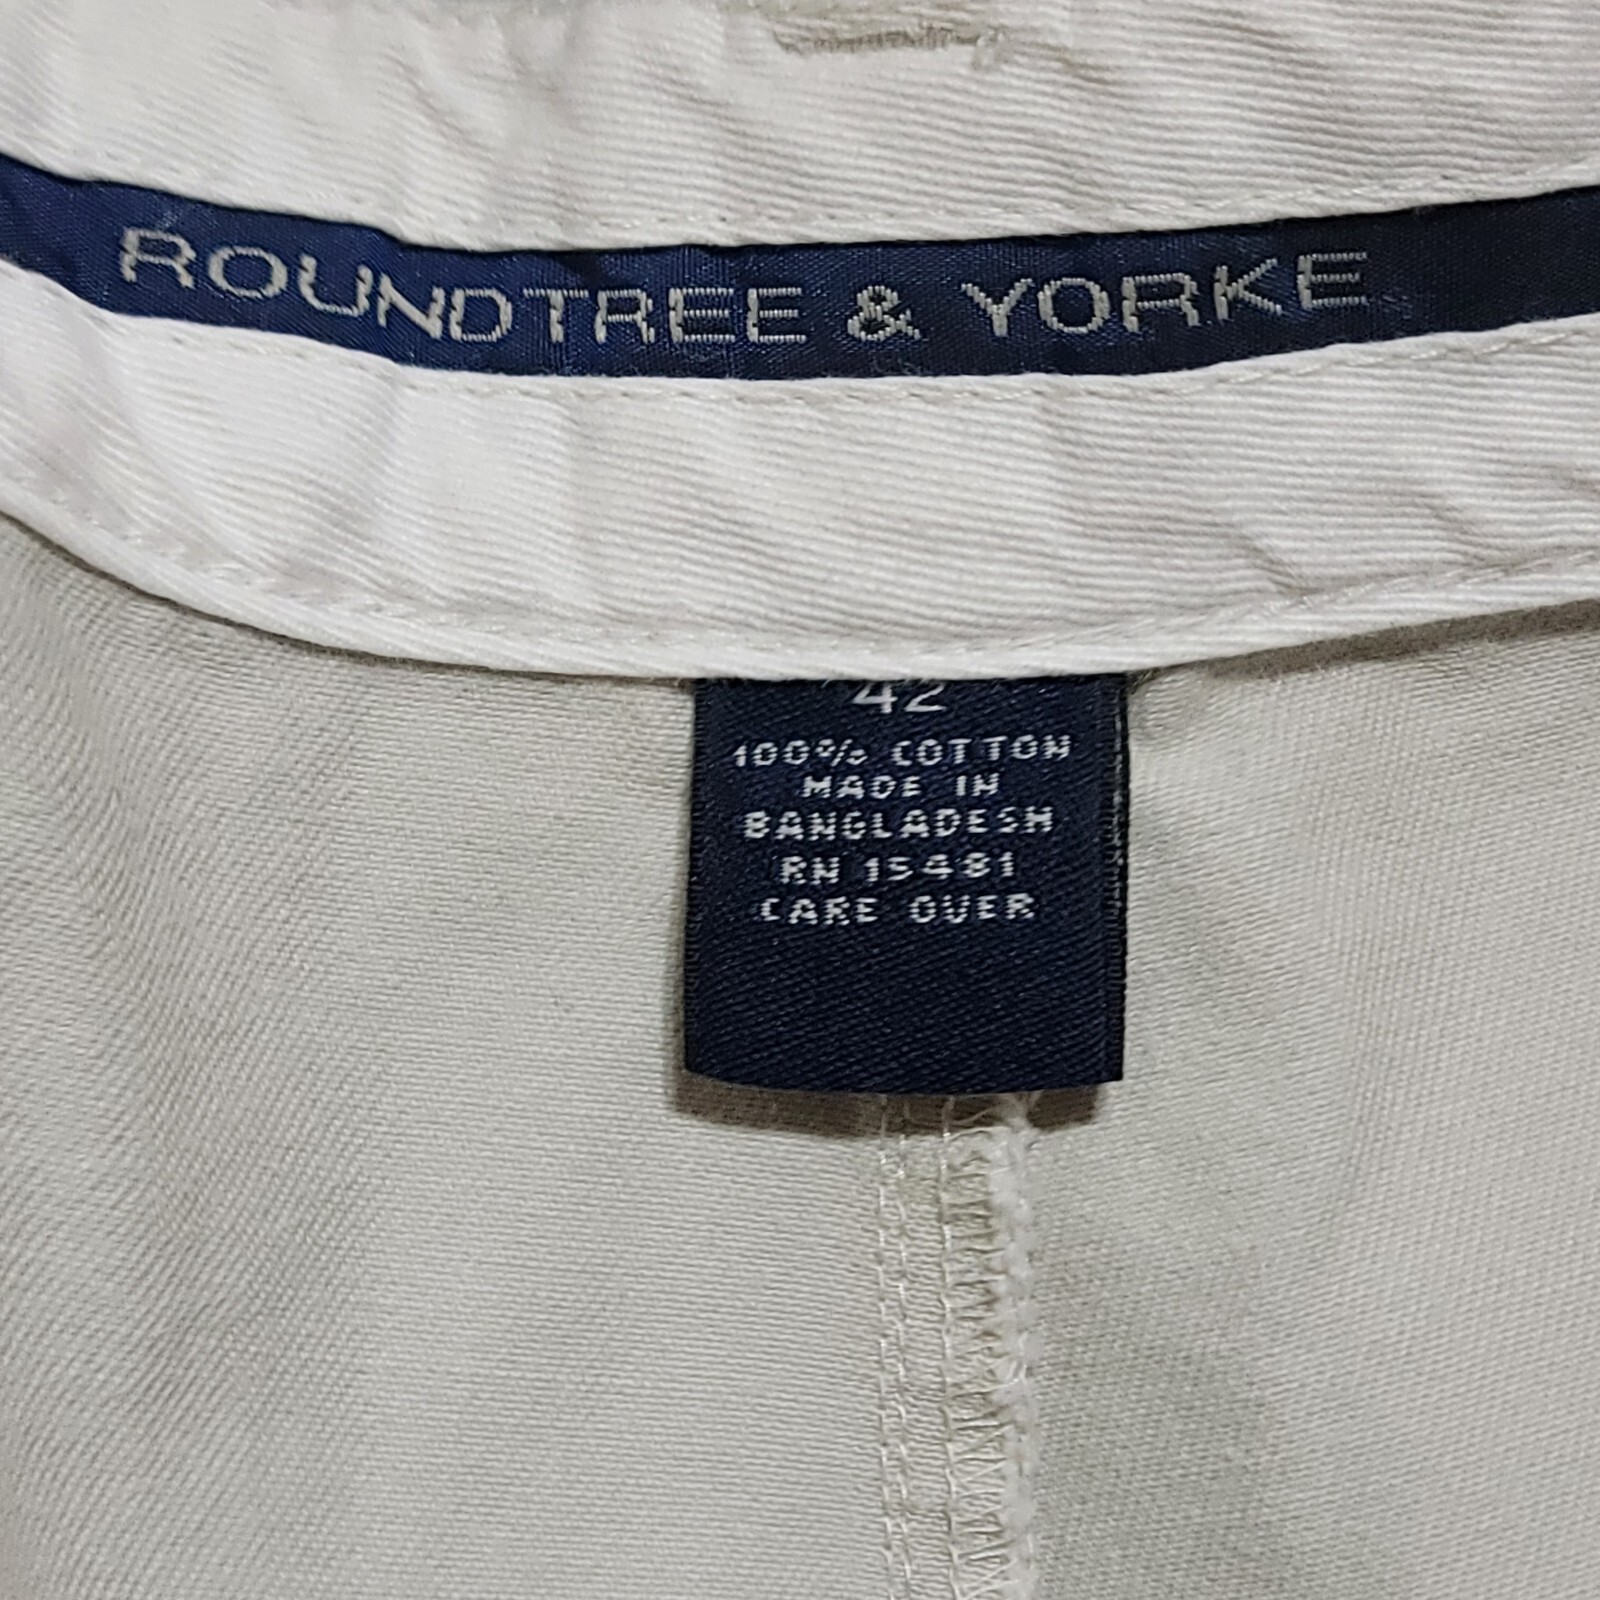 ROUNDTREE & YORKE
42
100% COTTON
MADE IN
BANGLADESH
RN 15481
CARE OVER